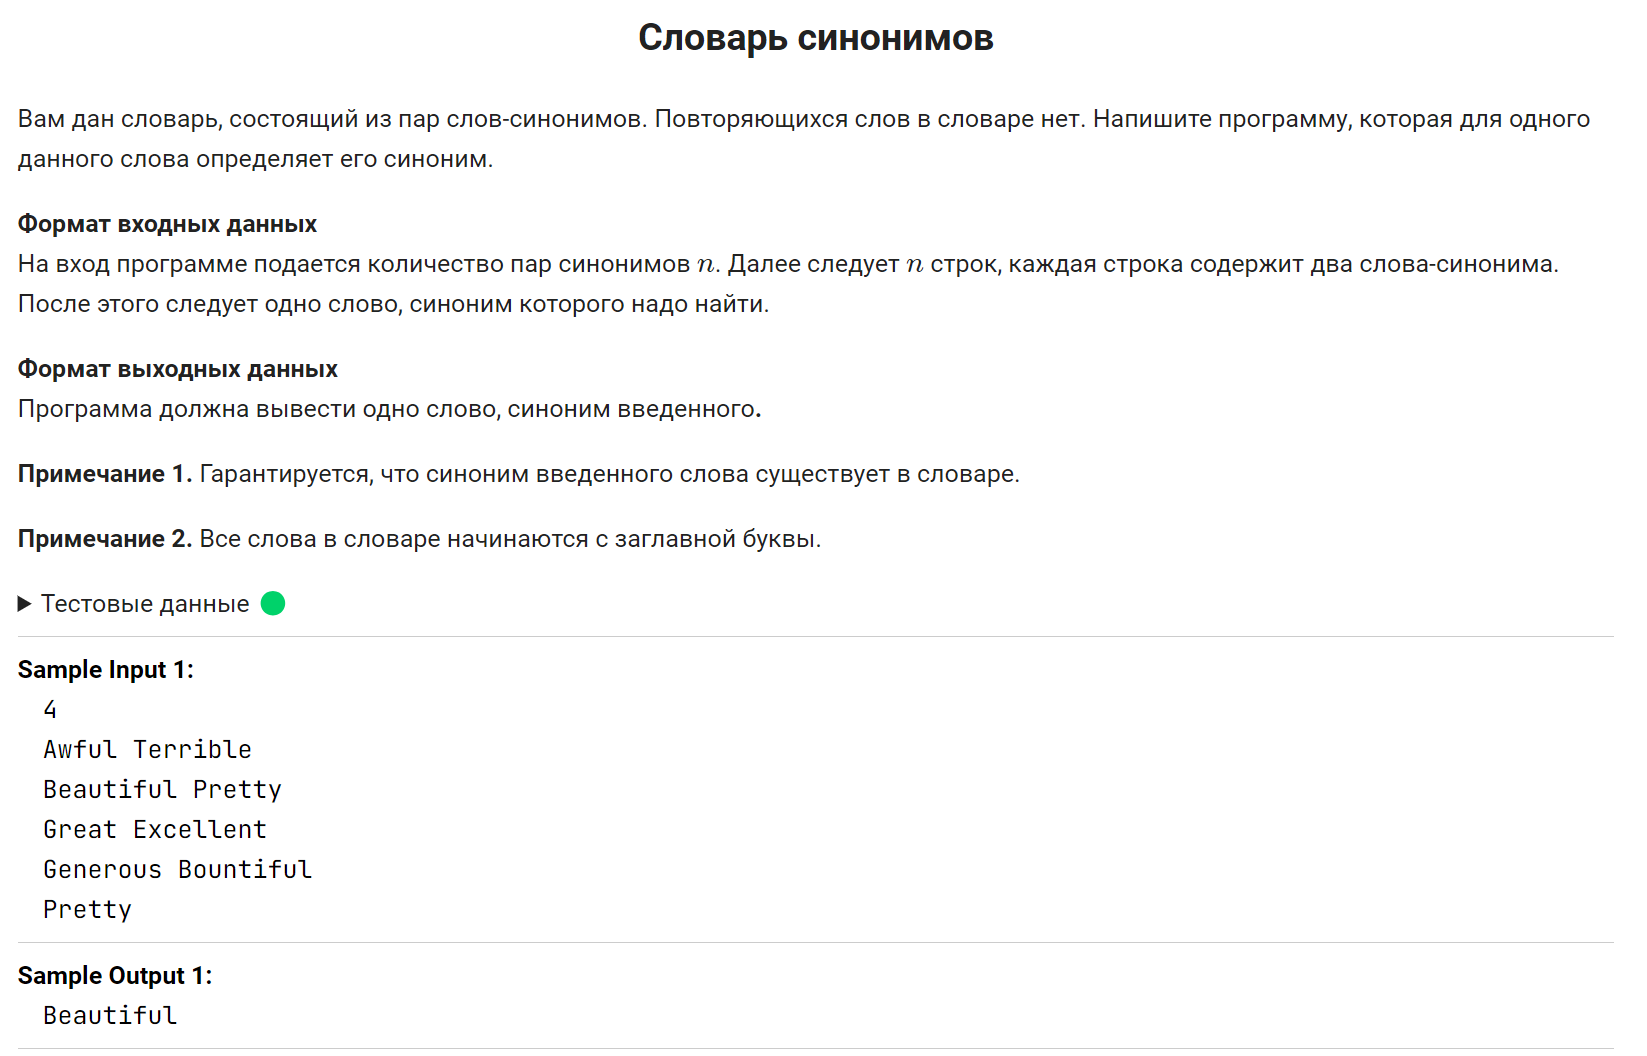 Словарь синонимов
Вам дан словарь, состоящий из пар слов-синонимов. Повторяющихся слов в словаре нет. Напишите программу, которая для одного
данного слова определяет его синоним.
Формат входных данных
На вход программе подается количество пар синонимов n. Далее следует n строк, каждая строка содержит два слова-синонима.
После этого следует одно слово, синоним которого надо найти.
Формат выходных данных
Программа должна вывести одно слово, синоним введенного.
Примечание 1. Гарантируется, что синоним введенного слова существует в словаре.
Примечание 2. Все слова в словаре начинаются с заглавной буквы.
Тестовые данные
Sample Input 1:
4
Awful Terrible
Beautiful Pretty
Great Excellent
Generous Bountiful
Pretty
Sample Output 1:
Beautiful